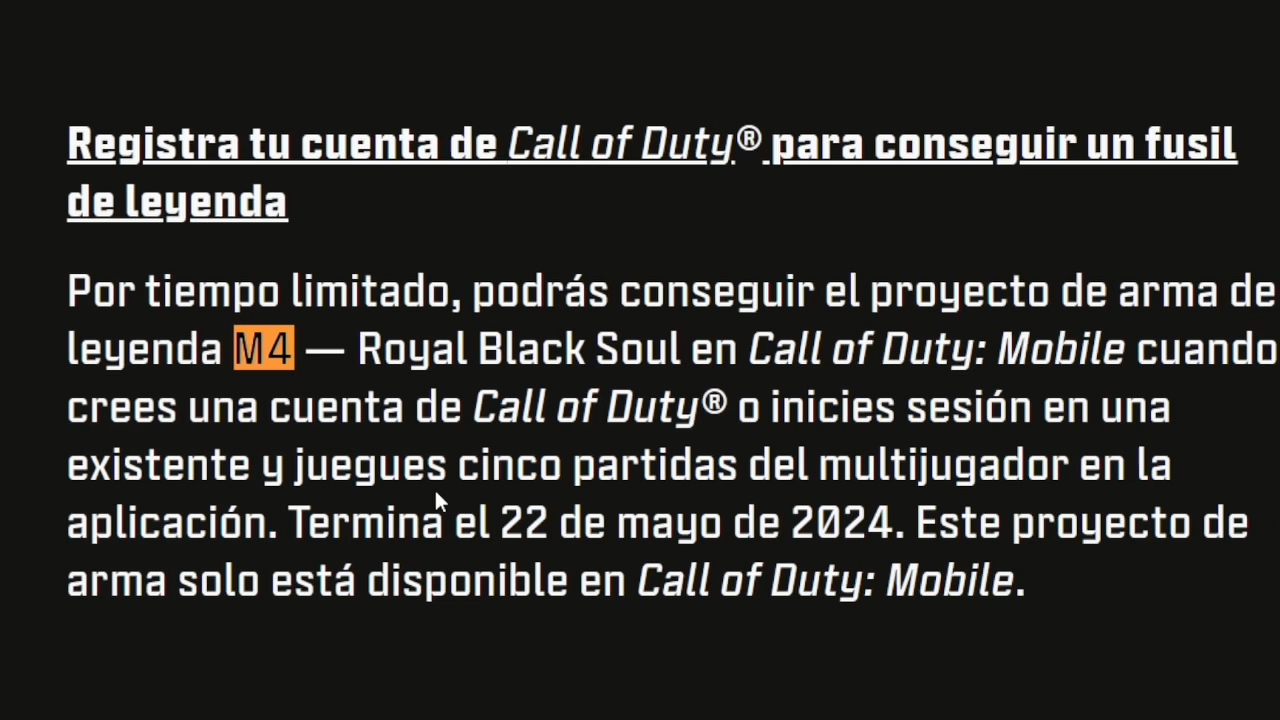 Registra tu cuenta de Call of Duty® para conseguir un fusil
de leyenda
Por tiempo limitado, podrás conseguir el proyecto de arma de
leyenda M4 — Royal Black Soul en Call of Duty: Mobile cuando
crees una cuenta de Call of Duty® o inicies sesión en una
existente y juegues cinco partidas del multijugador en la
aplicación. Termina el 22 de mayo de 2024. Este proyecto de
arma solo está disponible en Call of Duty: Mobile.